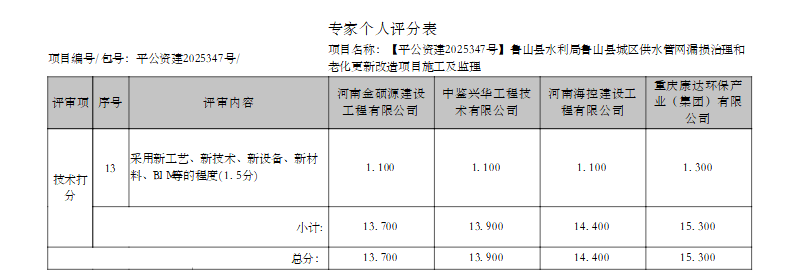 专家个人评分表
项目编号/包号：平公资建2025347号/
项目名称：【平公资建2025347号】鲁山县水利局鲁山县城区供水管网漏损治理和
老化更新改造项目施工及监理
评审项 序号 评审内容 河南金硕源建设工程有限公司 中鉴兴华工程技术有限公司 河南海控建设工程有限公司 重庆康达环保产业（集团）有限公司
技术打分 13 采用新工艺、新技术、新设备、新材料、BIM等的程度(1.5分) 1.100 1.100 1.100 1.300
小计: 13.700 13.900 14.400 15.300
总分: 13.700 13.900 14.400 15.300